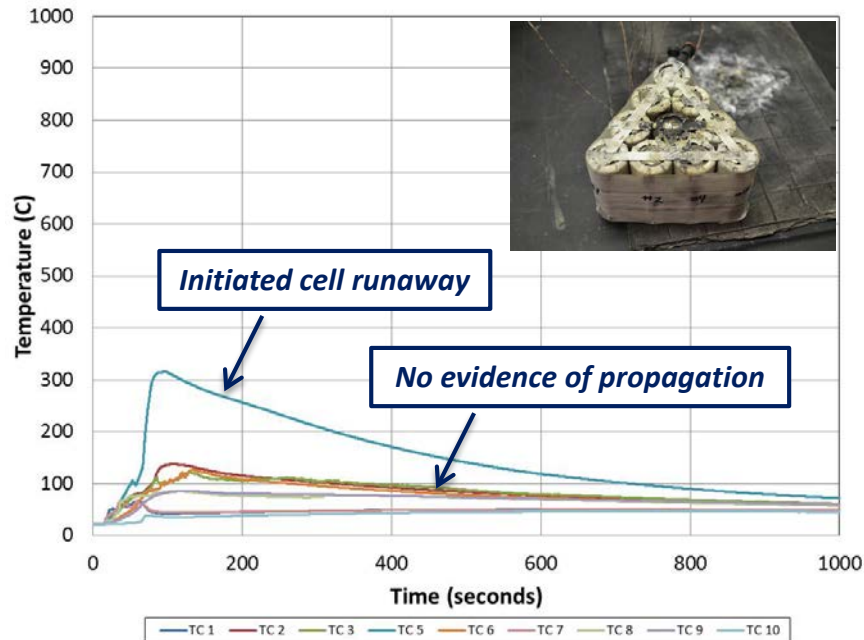 1000
900
800
700
600
500
400
300
200
100
0
Temperature (C)
Initiated cell runaway
No evidence of propagation
0 200 400 600 800 1000
Time (seconds)
TC 1 TC 2 TC 3 TC 5 TC 6 TC 7 TC 8 TC 9 TC 10